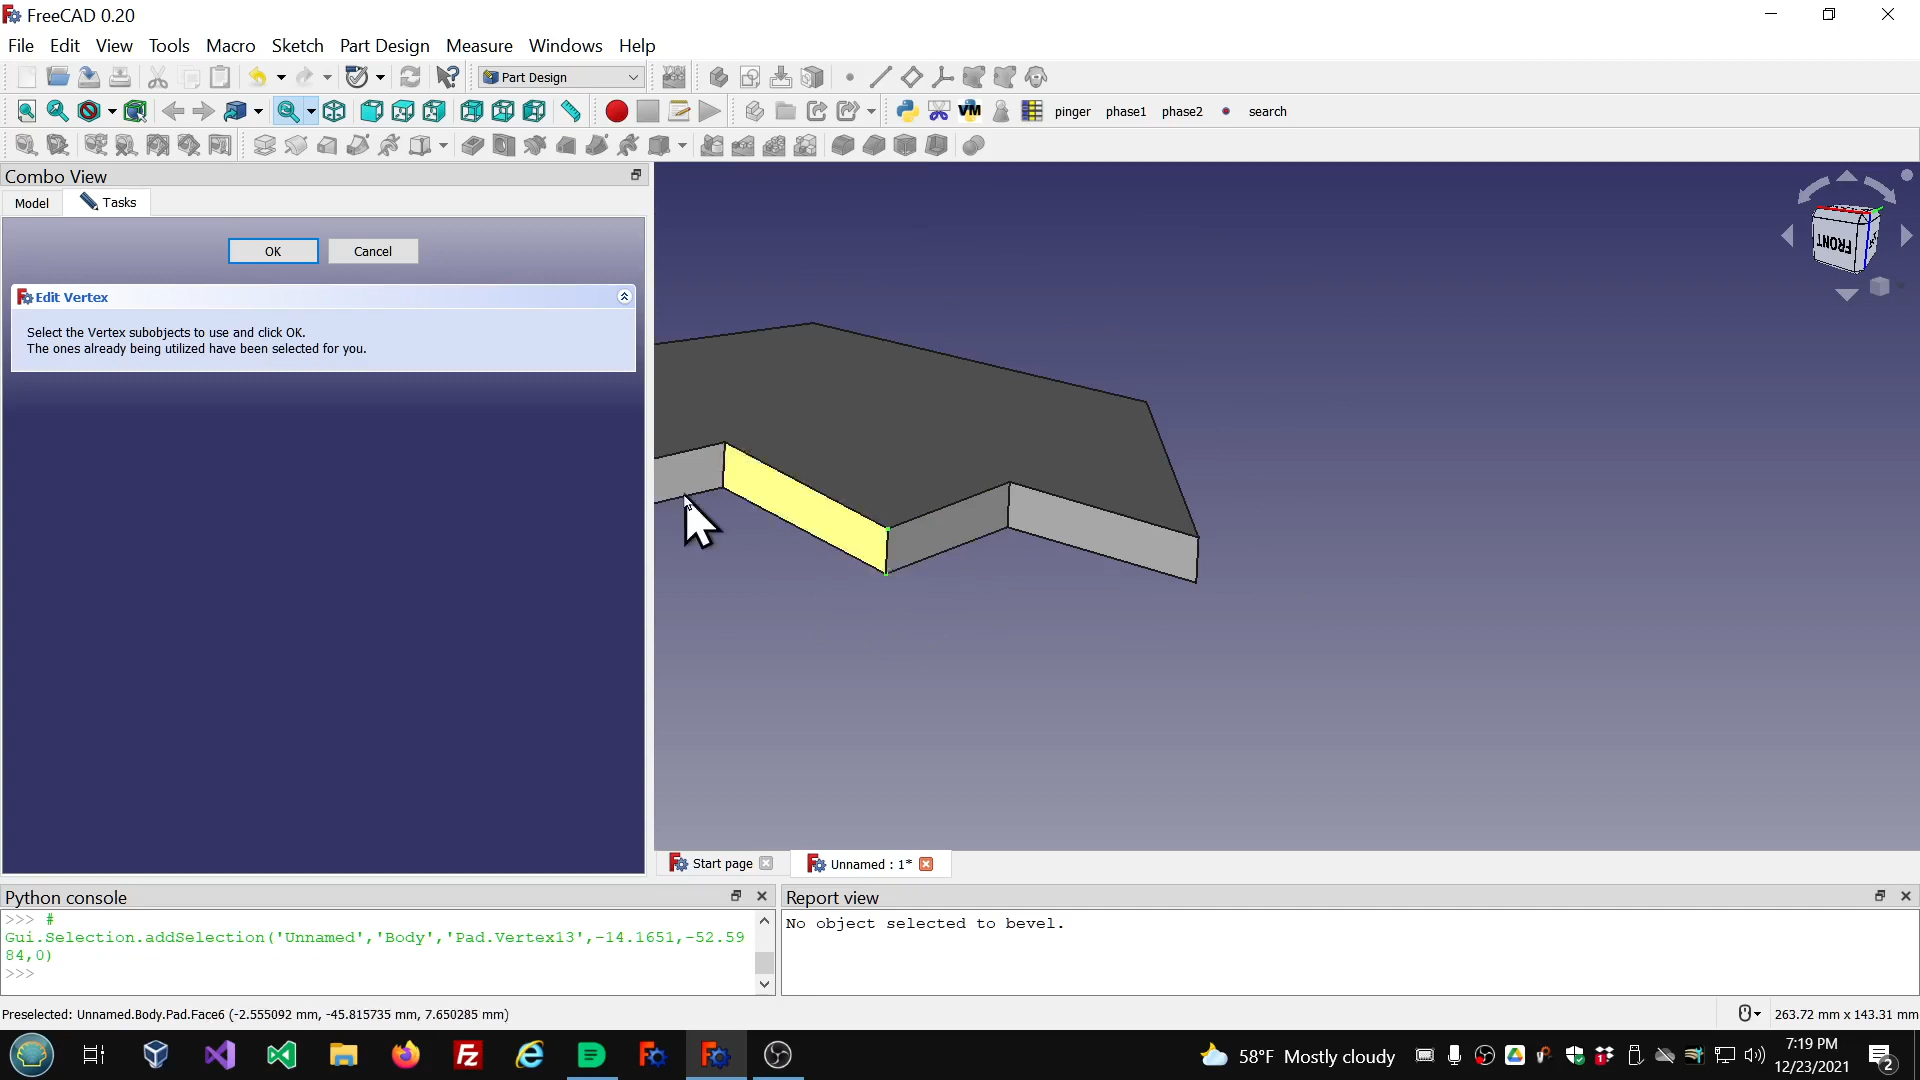 FreeCAD 0.20
File Edit View Tools Macro Sketch Part Design Measure Windows Help
Part Design
VM pinger phase1 phase2 search
Combo View
Model Tasks
OK Cancel
Edit Vertex
Select the Vertex subobjects to use and click OK.
The ones already being utilized have been selected for you.
FRONT
Start page Unnamed : 1*
Python console
>>> #
Gui.Selection.addSelection('Unnamed','Body','Pad.Vertex13',-14.1651,-52.59
84,0)
>>>
Report view
No object selected to bevel.
Preselected: Unnamed.Body.Pad.Face6 (-2.555092 mm, -45.815735 mm, 7.650285 mm)
263.72 mm x 143.31 mm
58°F Mostly cloudy
7:19 PM
12/23/2021
2